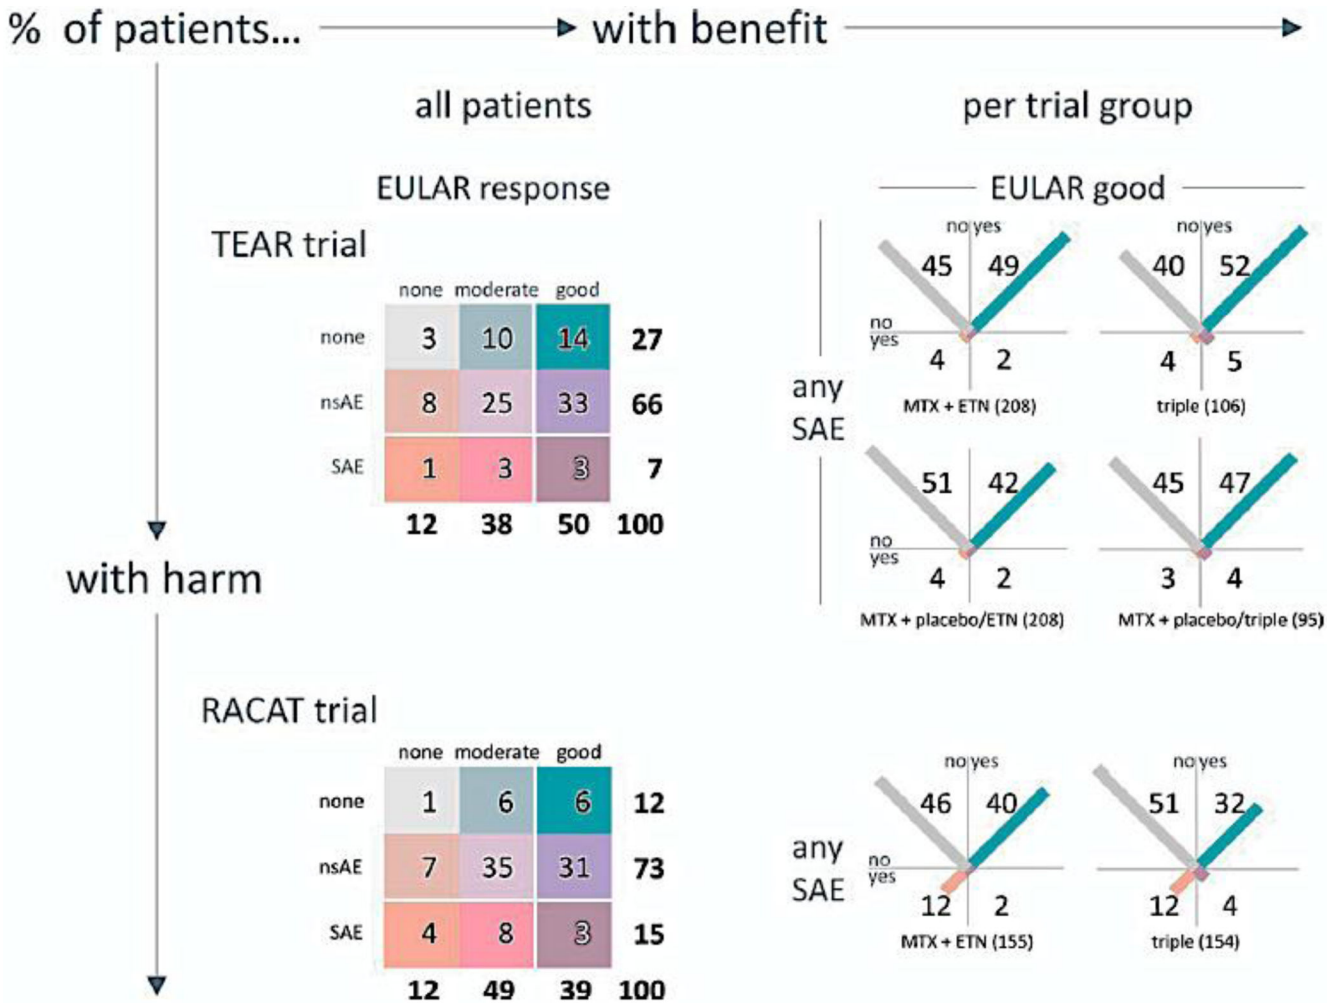 % of patients... with benefit
all patients per trial group
EULAR response EULAR good
TEAR trial
none moderate good
none 3 10 14 27
nsAE 8 25 33 66
SAE 1 3 3 7
12 38 50 100
any
SAE
no yes
45 49
no
yes
4 2
MTX + ETN (208)
no yes
40 52
4 5
triple (106)
51 42
no
yes
4 2
MTX + placebo/ETN (208)
45 47
3 4
MTX + placebo/triple (95)
with harm
RACAT trial
none moderate good
none 1 6 6 12
nsAE 7 35 31 73
SAE 4 8 3 15
12 49 39 100
any
SAE
no yes
46 40
no
yes
12 2
MTX + ETN (155)
no yes
51 32
12 4
triple (154)